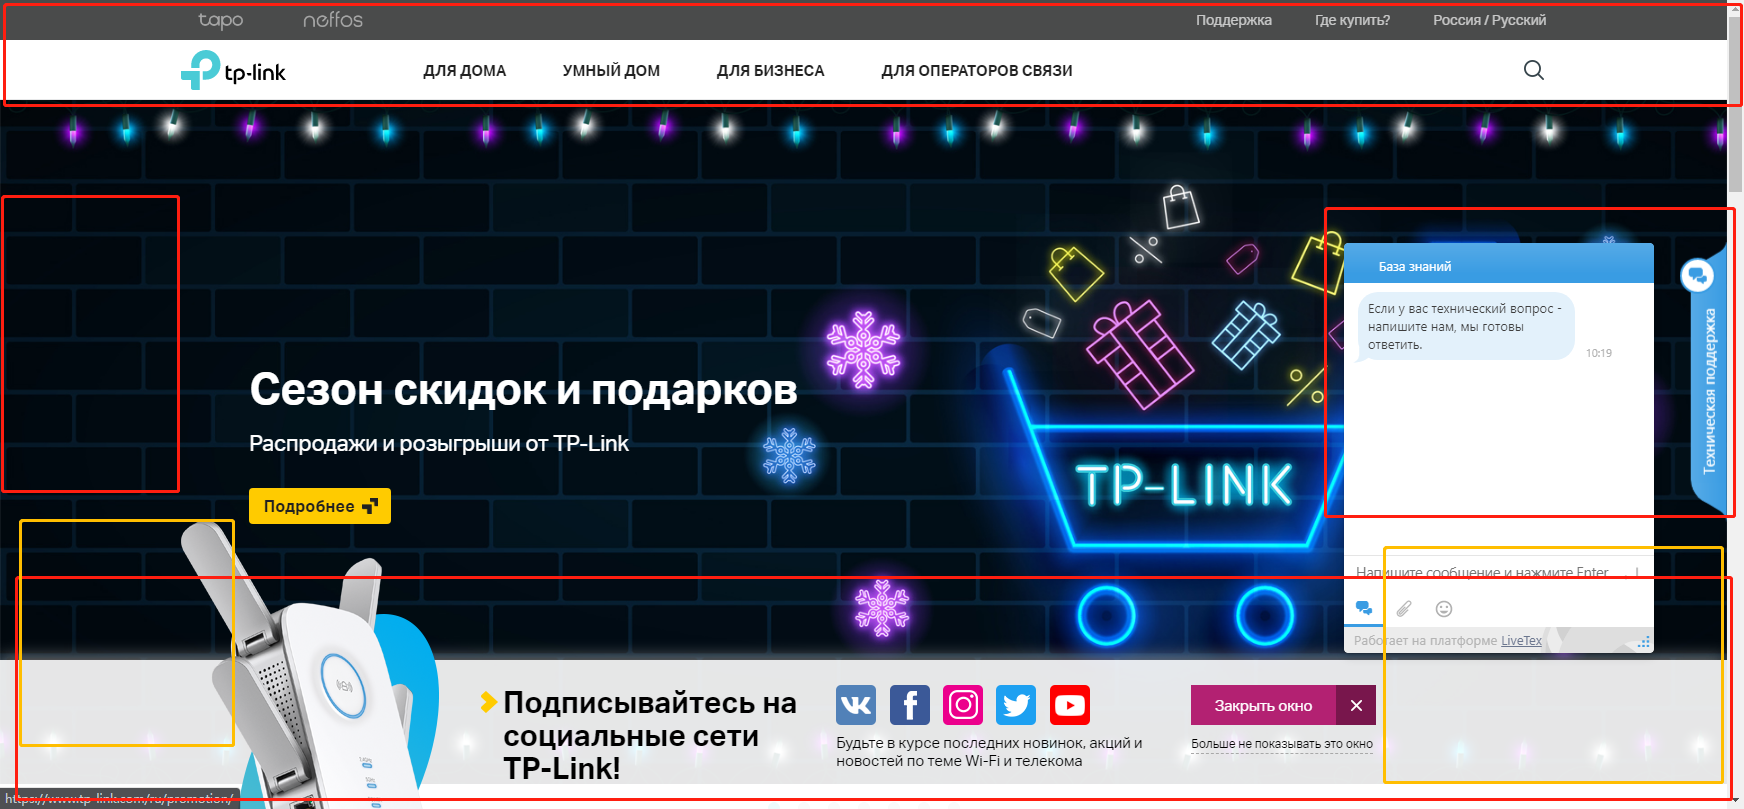 tapo
neffos
Поддержка
Где купить?
Россия / Русский
tp-link
ДЛЯ ДОМА
УМНЫЙ ДОМ
ДЛЯ БИЗНЕСА
ДЛЯ ОПЕРАТОРОВ СВЯЗИ
База знаний
Если у вас технический вопрос -
напишите нам, мы готовы
ответить.
10:19
Техническая поддержка
Сезон скидок и подарков
Распродажи и розыгрыши от TP-Link
Подробнее
TP-LINK
Напишите сообщение и нажмите Enter
Работает на платформе LiveTex
Подписывайтесь на
социальные сети
TP-Link!
Будьте в курсе последних новинок, акций и
новостей по теме Wi-Fi и телекома
Закрыть окно
Больше не показывать это окно
https://www.tp-link.com/ru/promotion/